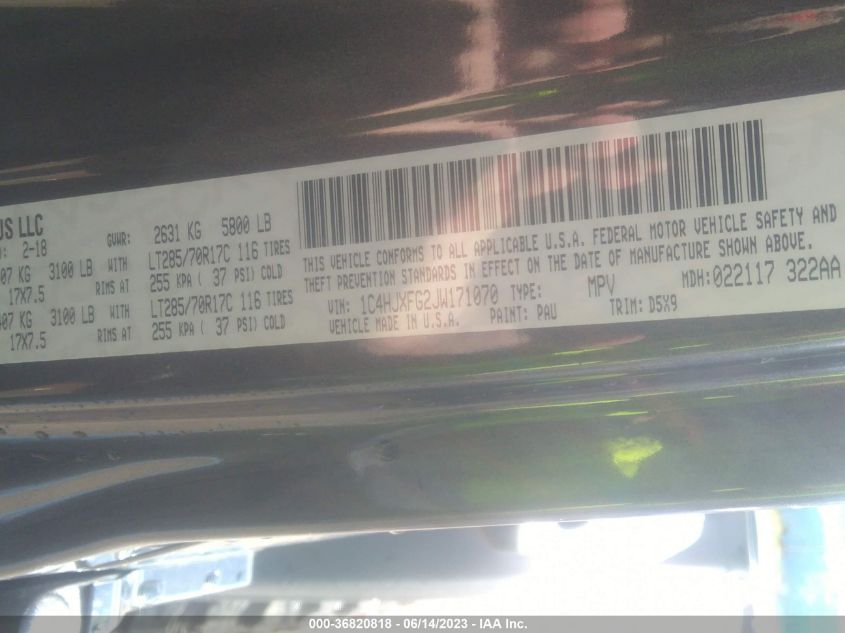 US LLC
2-18 GVWR: 2631 KG 5800 LB
07 KG 3100 LB WITH LT285/70R17C 116 TIRES
17X7.5 RIMS AT 255 KPA ( 37 PSI) COLD
07 KG 3100 LB WITH LT285/70R17C 116 TIRES
17X7.5 RIMS AT 255 KPA ( 37 PSI) COLD
THIS VEHICLE CONFORMS TO ALL APPLICABLE U.S.A. FEDERAL MOTOR VEHICLE SAFETY AND
THEFT PREVENTION STANDARDS IN EFFECT ON THE DATE OF MANUFACTURE SHOWN ABOVE.
VIN: 1C4HJXFG2JW171070 TYPE: MPV MDH:022117 322AA
VEHICLE MADE IN U.S.A. PAINT: PAU TRIM: D5X9
000-36820818 - 06/14/2023 - IAA Inc.